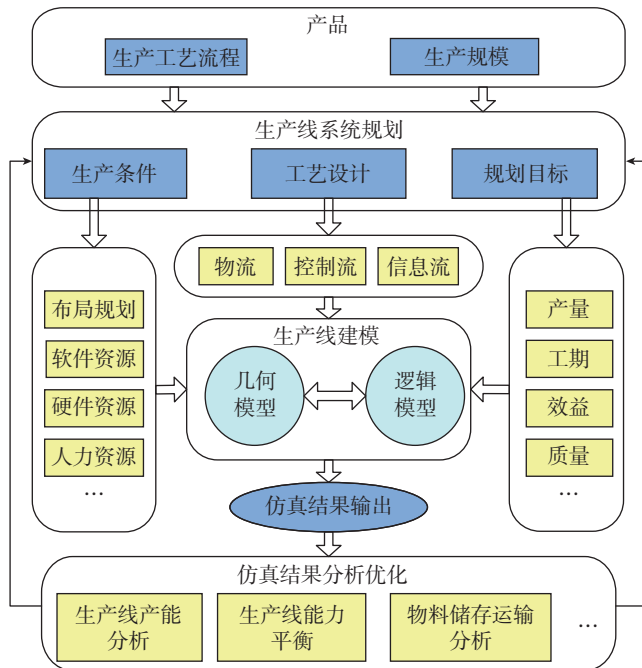 产品
生产工艺流程
生产规模
生产线系统规划
生产条件
工艺设计
规划目标
物流
控制流
信息流
布局规划
软件资源
硬件资源
人力资源
…
生产线建模
几何
模型
逻辑
模型
产量
工期
效益
质量
…
仿真结果输出
仿真结果分析优化
生产线产能
分析
生产线能力
平衡
物料储存运输
分析
…